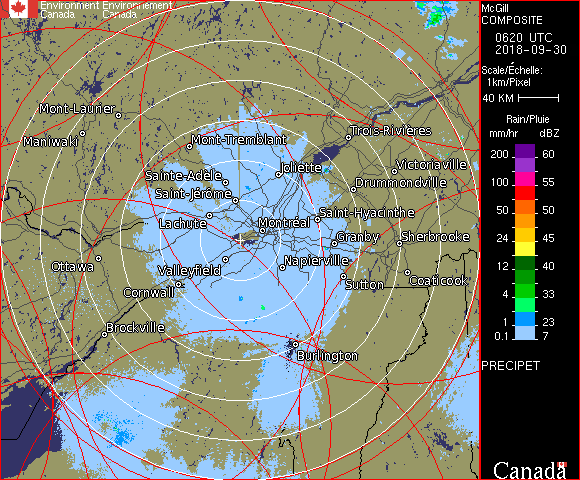 Environment Environnement
Canada Canada
McGill
COMPOSITE
0620 UTC
2018-09-30
Scale/Échelle:
1km/Pixel
40 KM
Rain/Pluie
mm/hr dBZ
200 60
55
100 55
50 50
24 45
12 40
4 33
1 23
0.1 7
PRECIPET
Canada
Mont-Laurier
Maniwaki
Mont-Tremblant
Trois-Rivières
Sainte-Adèle
Joliette
Victoriaville
Saint-Jérôme
Drummondville
Lachute
Montréal
Saint-Hyacinthe
Granby
Sherbrooke
Ottawa
Valleyfield
Napierville
Cornwall
Sutton
Coaticook
Brockville
Burlington